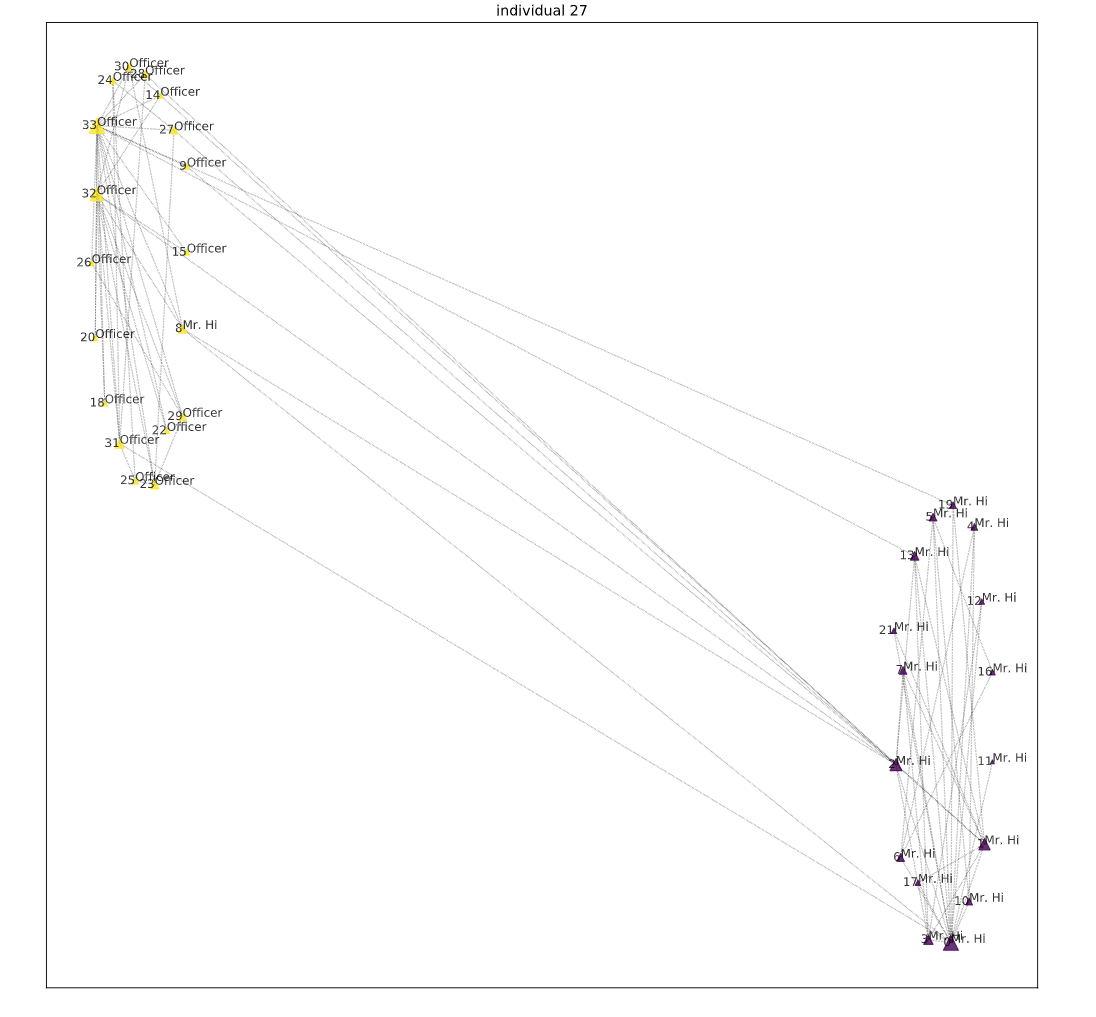 individual 27
30 Officer
28 Officer
24 Officer
14 Officer
33 Officer
27 Officer
9 Officer
32 Officer
15 Officer
26 Officer
8 Mr. Hi
20 Officer
18 Officer
29 Officer
22 Officer
31 Officer
25 Officer
23 Officer
19 Mr. Hi
5 Mr. Hi
4 Mr. Hi
13 Mr. Hi
12 Mr. Hi
21 Mr. Hi
7 Mr. Hi
16 Mr. Hi
11 Mr. Hi
Mr. Hi
Mr. Hi
6 Mr. Hi
17 Mr. Hi
10 Mr. Hi
3 Mr. Hi
Mr. Hi